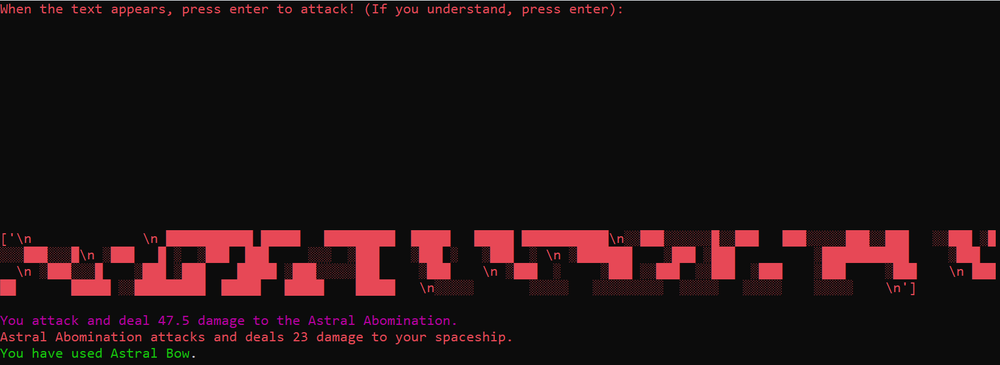 When the text appears, press enter to attack! (If you understand, press enter):
['\n \n \n
\n \n
\n \n \n
\n \n']
You attack and deal 47.5 damage to the Astral Abomination.
Astral Abomination attacks and deals 23 damage to your spaceship.
You have used Astral Bow.